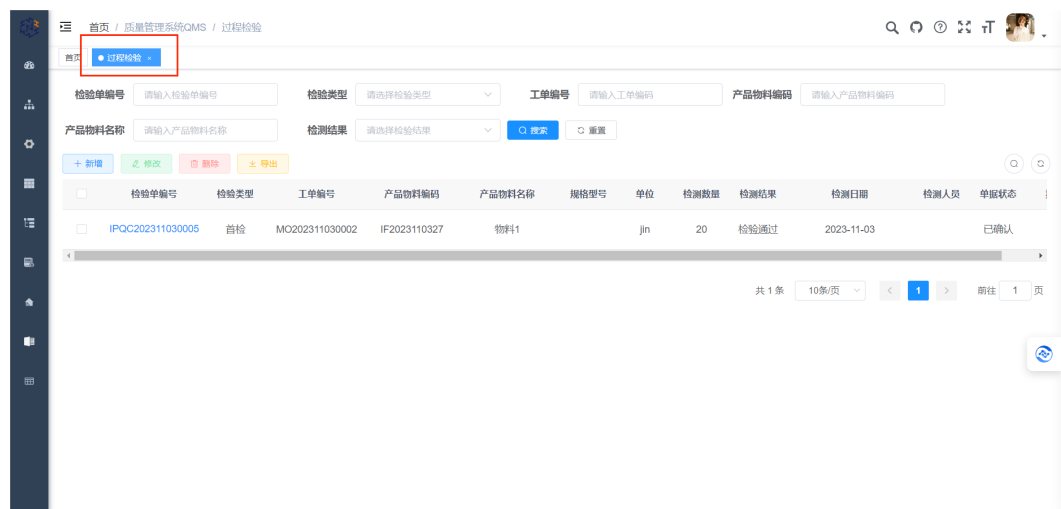 首页 / 质量管理系统QMS / 过程检验
首页 过程检验 ×
检验单编号 请输入检验单编号 检验类型 请选择检验类型 工单编号 请输入工单编码 产品物料编码 请输入产品物料编码
产品物料名称 请输入产品物料名称 检测结果 请选择检验结果 搜索 重置
+ 新增 修改 删除 导出
检验单编号 检验类型 工单编号 产品物料编码 产品物料名称 规格型号 单位 检测数量 检测结果 检测日期 检测人员 单据状态
IPQC202311030005 首检 MO202311030002 IF2023110327 物料1 jin 20 检验通过 2023-11-03 已确认
共 1 条 10条/页 < 1 > 前往 1 页